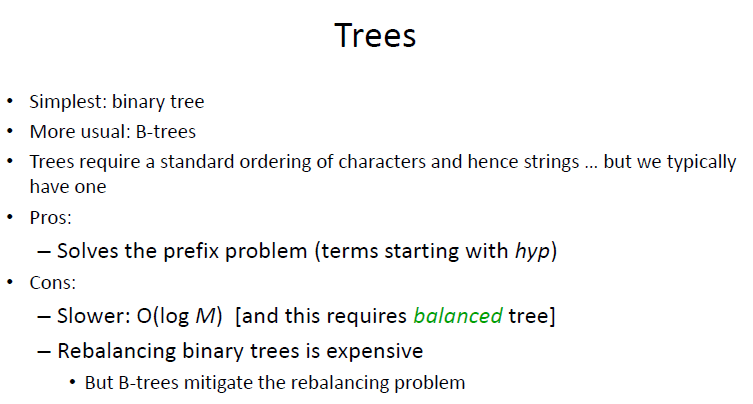 Trees
• Simplest: binary tree
• More usual: B-trees
• Trees require a standard ordering of characters and hence strings ... but we typically
have one
• Pros:
– Solves the prefix problem (terms starting with hyp)
• Cons:
– Slower: O(log M) [and this requires balanced tree]
– Rebalancing binary trees is expensive
• But B-trees mitigate the rebalancing problem